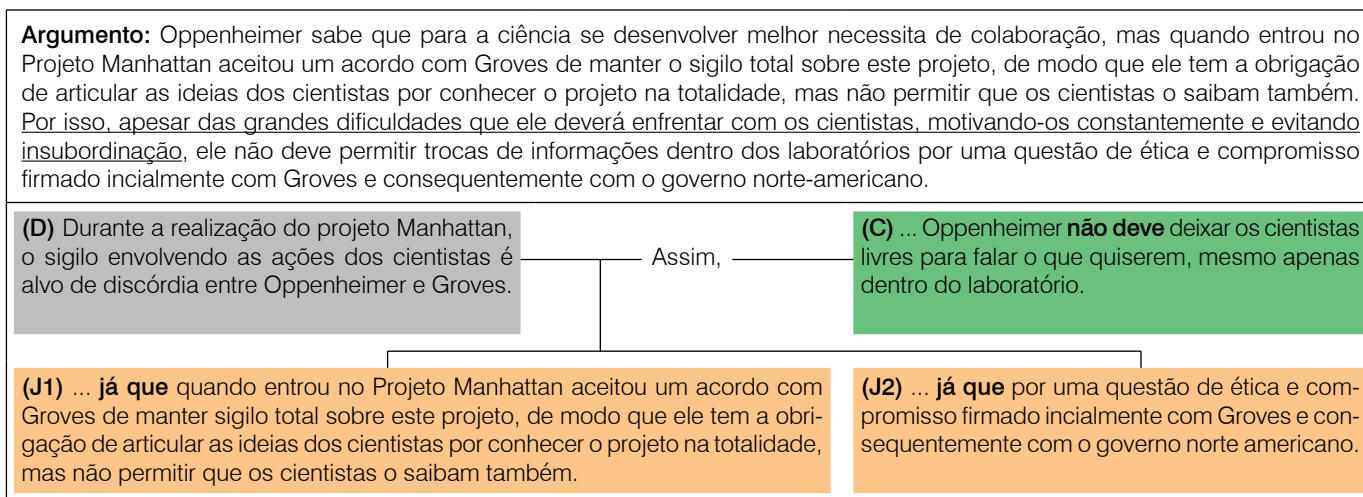 Argumento: Oppenheimer sabe que para a ciência se desenvolver melhor necessita de colaboração, mas quando entrou no
Projeto Manhattan aceitou um acordo com Groves de manter o sigilo total sobre este projeto, de modo que ele tem a obrigação
de articular as ideias dos cientistas por conhecer o projeto na totalidade, mas não permitir que os cientistas o saibam também.
Por isso, apesar das grandes dificuldades que ele deverá enfrentar com os cientistas, motivando-os constantemente e evitando
insubordinação, ele não deve permitir trocas de informações dentro dos laboratórios por uma questão de ética e compromisso
firmado incialmente com Groves e consequentemente com o governo norte-americano.
(D) Durante a realização do projeto Manhattan,
o sigilo envolvendo as ações dos cientistas é
alvo de discórdia entre Oppenheimer e Groves.
Assim,
(C) ... Oppenheimer não deve deixar os cientistas
livres para falar o que quiserem, mesmo apenas
dentro do laboratório.
(J1) ... já que quando entrou no Projeto Manhattan aceitou um acordo com
Groves de manter sigilo total sobre este projeto, de modo que ele tem a obri-
gação de articular as ideias dos cientistas por conhecer o projeto na totalidade,
mas não permitir que os cientistas o saibam também.
(J2) ... já que por uma questão de ética e com-
promisso firmado incialmente com Groves e con-
sequentemente com o governo norte americano.